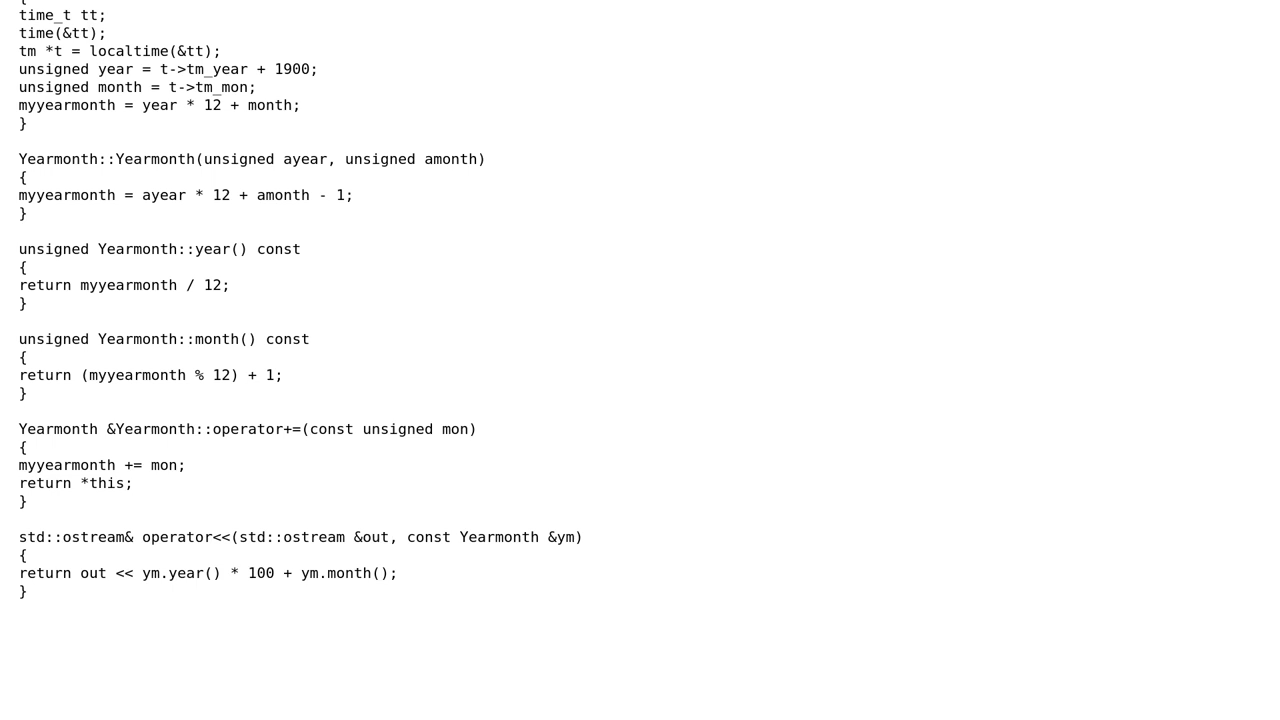 {
time_t tt;
time(&tt);
tm *t = localtime(&tt);
unsigned year = t->tm_year + 1900;
unsigned month = t->tm_mon;
myyearmonth = year * 12 + month;
}

Yearmonth::Yearmonth(unsigned ayear, unsigned amonth)
{
myyearmonth = ayear * 12 + amonth - 1;
}

unsigned Yearmonth::year() const
{
return myyearmonth / 12;
}

unsigned Yearmonth::month() const
{
return (myyearmonth % 12) + 1;
}

Yearmonth &Yearmonth::operator+=(const unsigned mon)
{
myyearmonth += mon;
return *this;
}

std::ostream& operator<<(std::ostream &out, const Yearmonth &ym)
{
return out << ym.year() * 100 + ym.month();
}